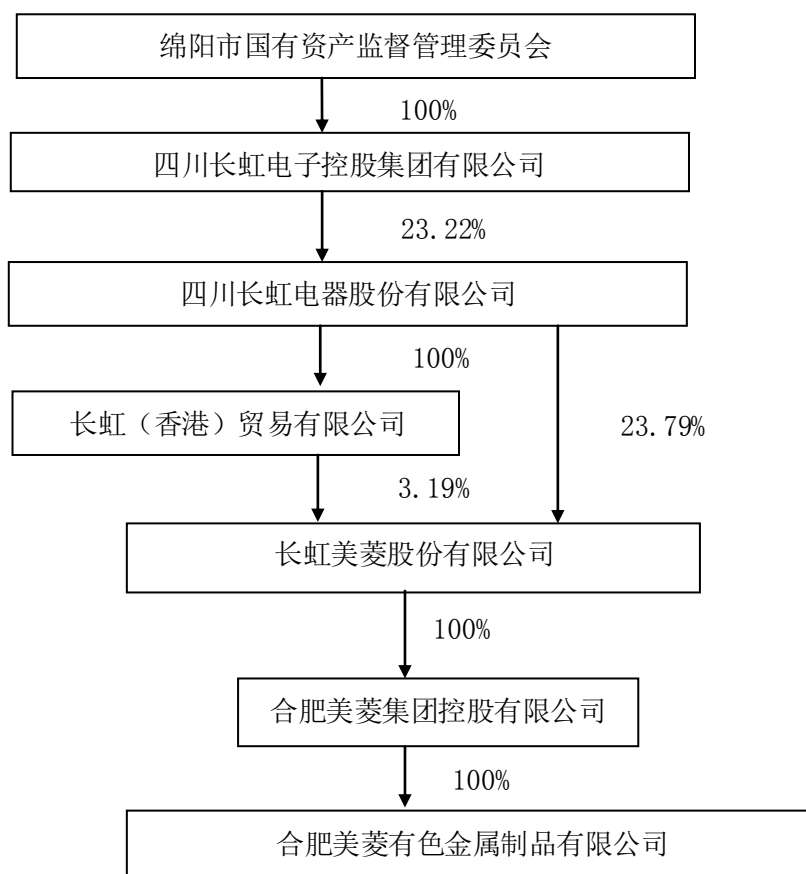 绵阳市国有资产监督管理委员会
100%
四川长虹电子控股集团有限公司
23.22%
四川长虹电器股份有限公司
100%
长虹（香港）贸易有限公司
23.79%
3.19%
长虹美菱股份有限公司
100%
合肥美菱集团控股有限公司
100%
合肥美菱有色金属制品有限公司